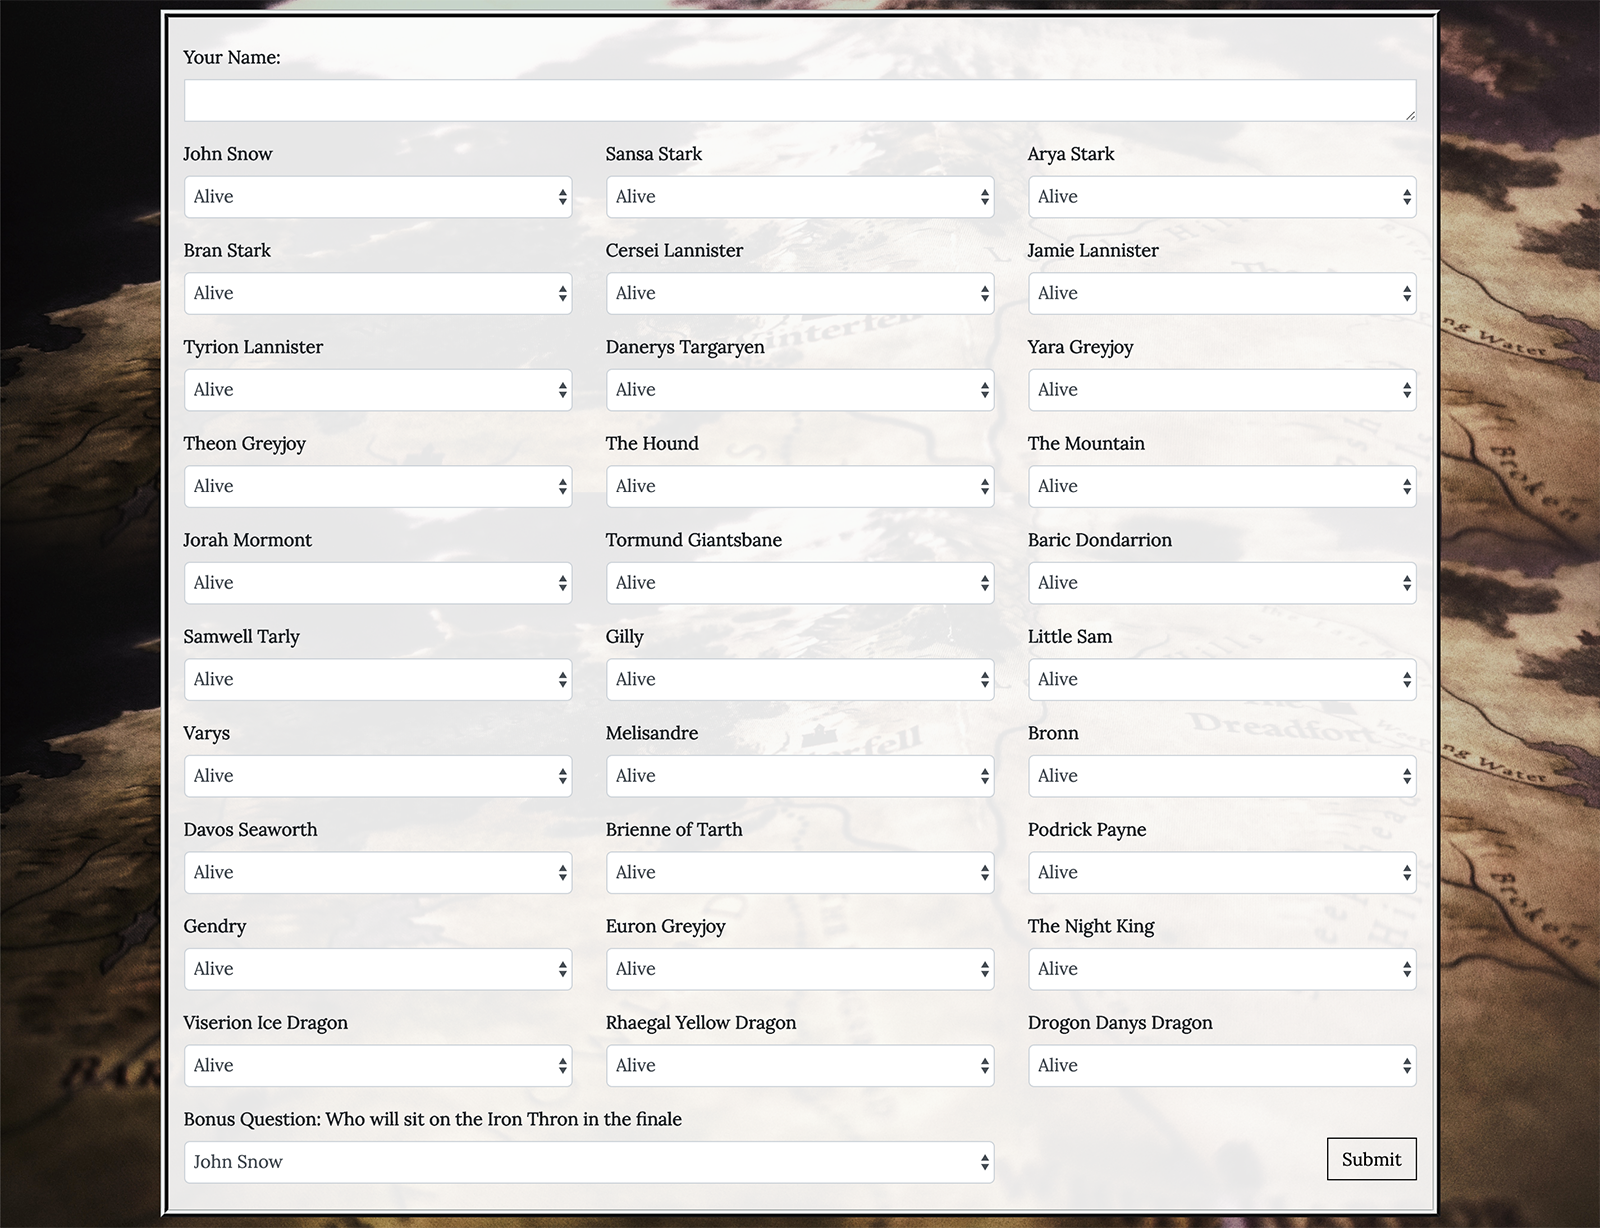 Your Name:
John Snow Sansa Stark Arya Stark
Alive Alive Alive
Bran Stark Cersei Lannister Jamie Lannister
Alive Alive Alive
Tyrion Lannister Danerys Targaryen Yara Greyjoy
Alive Alive Alive
Theon Greyjoy The Hound The Mountain
Alive Alive Alive
Jorah Mormont Tormund Giantsbane Baric Dondarrion
Alive Alive Alive
Samwell Tarly Gilly Little Sam
Alive Alive Alive
Varys Melisandre Bronn
Alive Alive Alive
Davos Seaworth Brienne of Tarth Podrick Payne
Alive Alive Alive
Gendry Euron Greyjoy The Night King
Alive Alive Alive
Viserion Ice Dragon Rhaegal Yellow Dragon Drogon Danys Dragon
Alive Alive Alive
Bonus Question: Who will sit on the Iron Thron in the finale
John Snow Submit
Water
Broken
Dreadfort
Water
Broken